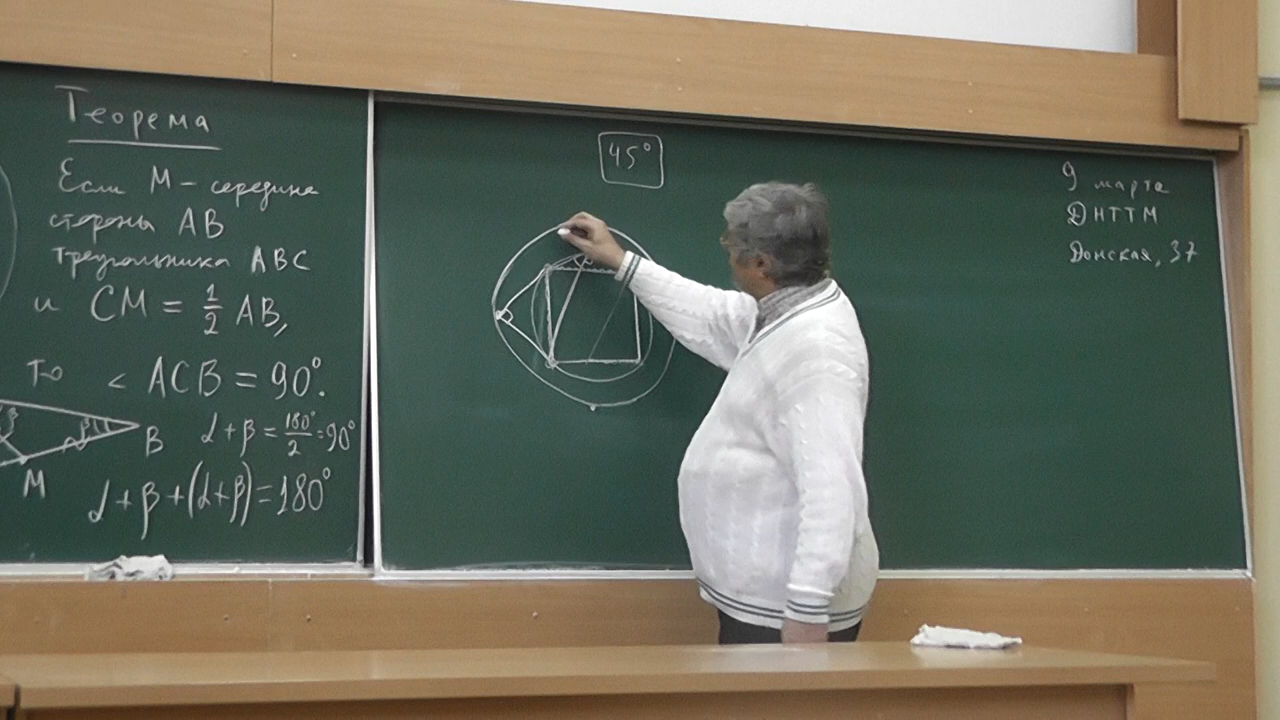 Теорема
Если M – середина
стороны AB
треугольника ABC
и CM = 1/2 AB,
то < ACB = 90°.
β
β
B
M
α + β = 180°/2 = 90°
α + β + (α + β) = 180°
45°
9 марта
ДНТТМ
Донская, 37